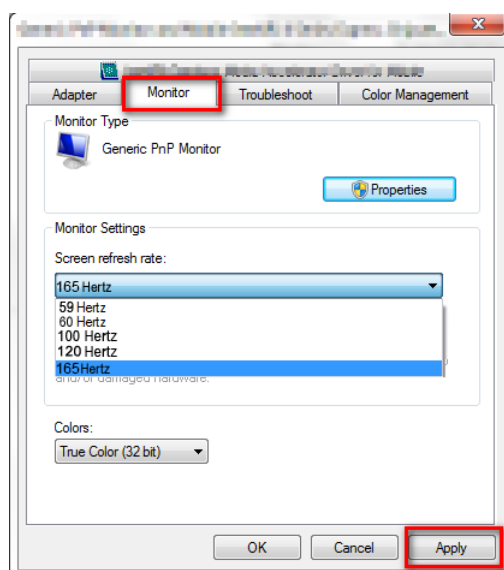 Adapter
Monitor
Troubleshoot
Color Management
Monitor Type
Generic PnP Monitor
Properties
Monitor Settings
Screen refresh rate:
165 Hertz
59 Hertz
60 Hertz
100 Hertz
120 Hertz
165Hertz
and/or damaged hardware.
Colors:
True Color (32 bit)
OK
Cancel
Apply